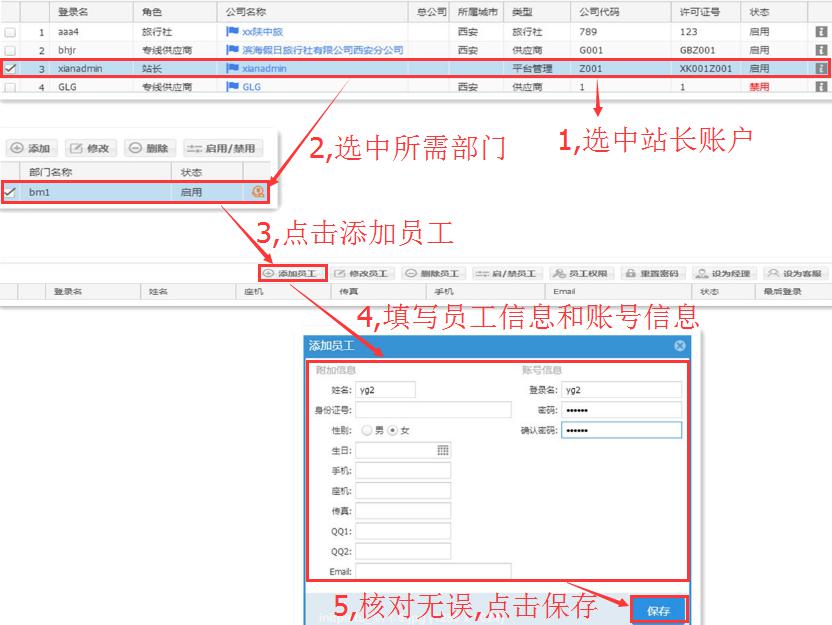 登录名 角色 公司名称 总公司 所属城市 类型 公司代码 许可证号 状态
1 aaa4 旅行社 xx陕中旅 西安 旅行社 789 123 启用
2 bhjr 专线供应商 滨海假日旅行社有限公司西安分公司 西安 供应商 G001 GBZ001 启用
3 xianadmin 站长 xianadmin 平台管理 Z001 XK001Z001 启用
4 GLG 专线供应商 GLG 西安 供应商 1 1 禁用
1,选中站长账户
2,选中所需部门
添加 修改 删除 启用/禁用
部门名称 状态
bm1 启用
3,点击添加员工
添加员工 修改员工 删除员工 启/禁员工 员工权限 重置密码 设为经理 设为客服
登录名 姓名 座机 传真 手机 Email 状态 最后登录
4,填写员工信息和账号信息
添加员工
附加信息 账号信息
姓名: yg2 登录名: yg2
身份证号: 密码: ••••••
性别: 男 女 确认密码: ••••••
生日:
手机:
座机:
传真:
QQ1:
QQ2:
Email:
5,核对无误,点击保存
保存